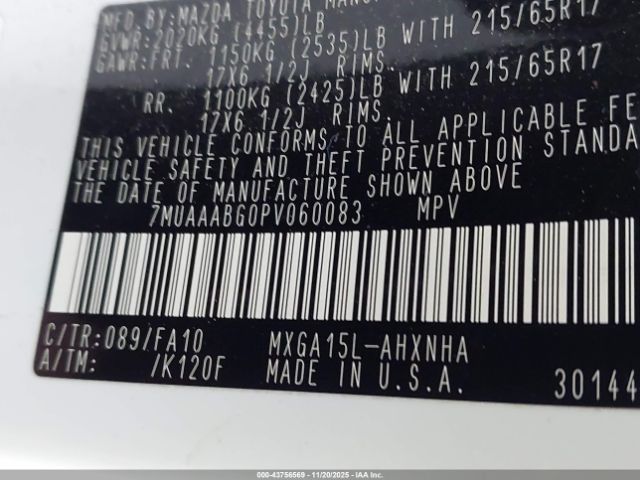 MFD.BY:MAZDA TOYOTA
GVWR:2020KG (4455)LB
GAWR:FRT. 1150KG (2535)LB WITH 215/65R17
17X6 1/2J RIMS.
RR. 1100KG (2425)LB WITH 215/65R17
17X6 1/2J RIMS.
THIS VEHICLE CONFORMS TO ALL APPLICABLE FE
VEHICLE SAFETY AND THEFT PREVENTION STANDA
THE DATE OF MANUFACTURE SHOWN ABOVE
7MUAAABG0PV060083 MPV
C/TR:089/FA10 MXGA15L-AHXNHA
A/TM: /K120F MADE IN U.S.A. 30144
000-43756569 - 11/20/2025 - IAA Inc.